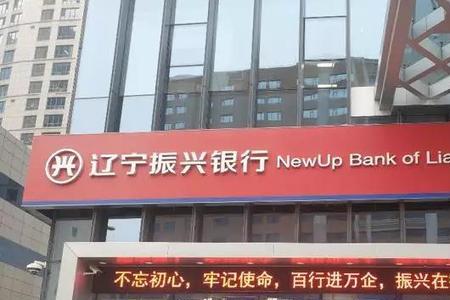 兴 辽宁振兴银行 NewUp Bank of Lia
不忘初心，牢记使命，百行进万企，振兴在